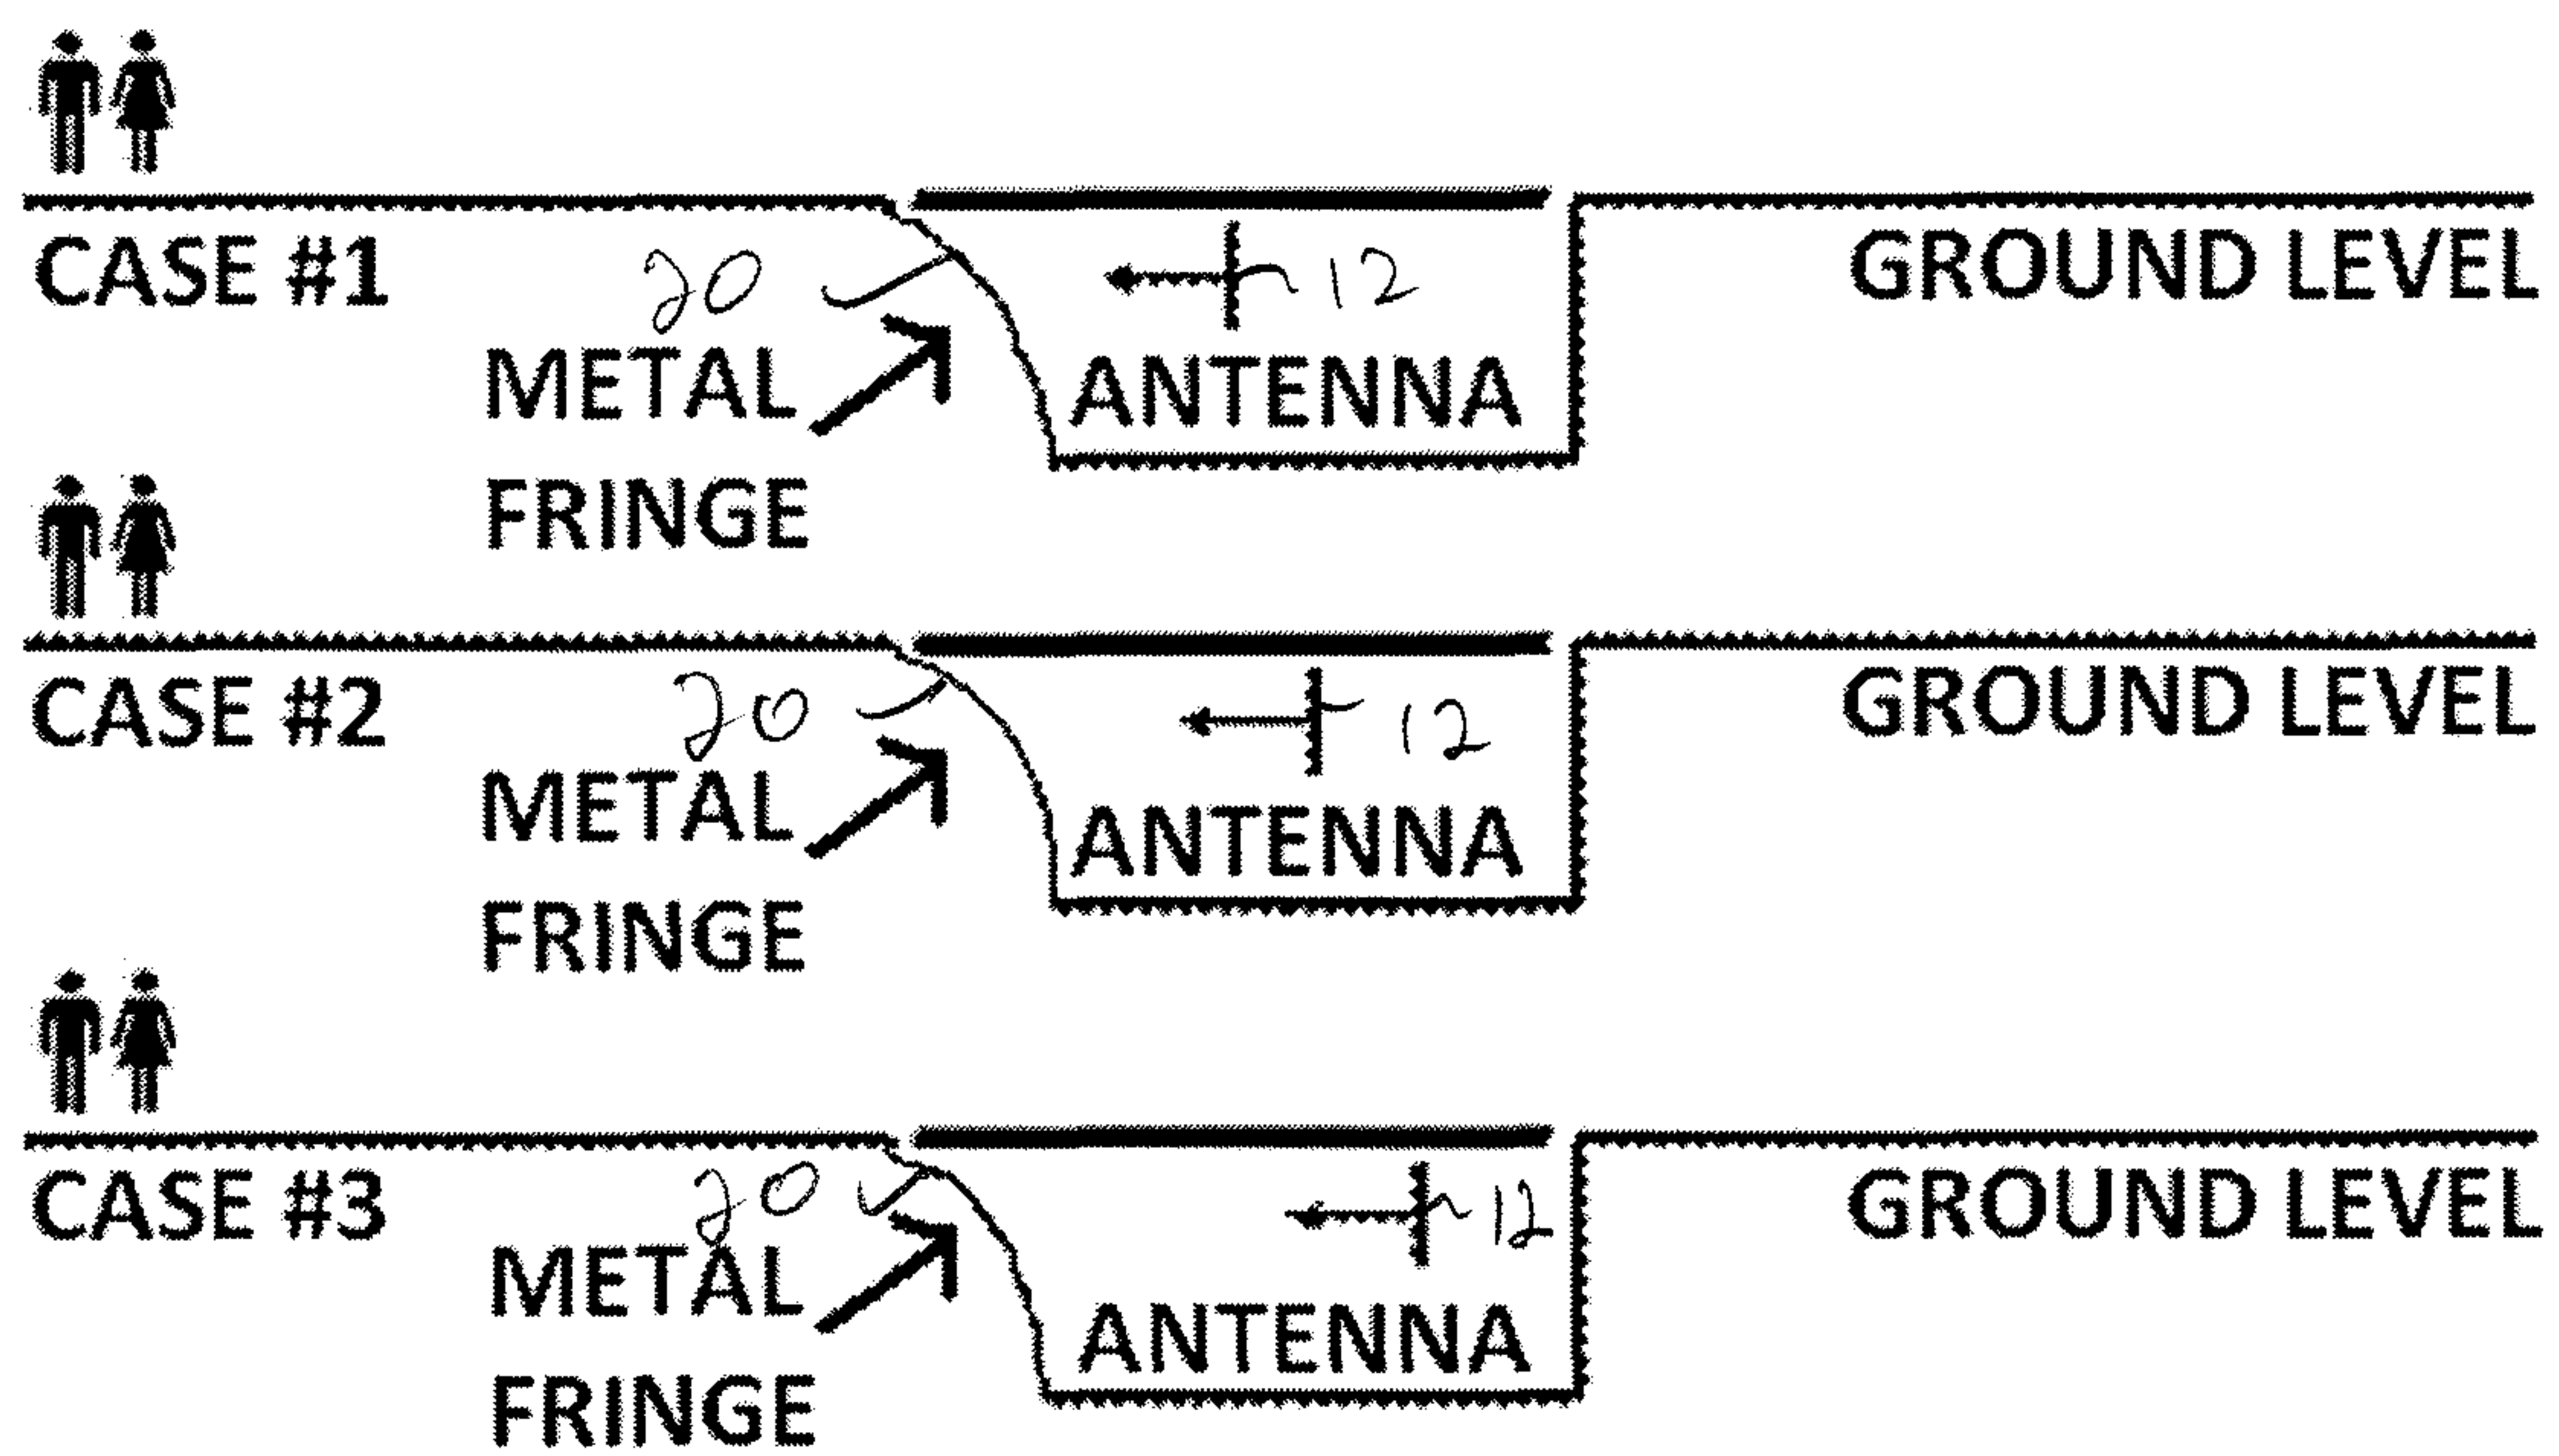 CASE #1 20 12 GROUND LEVEL
METAL ANTENNA
FRINGE
CASE #2 20 12 GROUND LEVEL
METAL ANTENNA
FRINGE
CASE #3 20 12 GROUND LEVEL
METAL ANTENNA
FRINGE